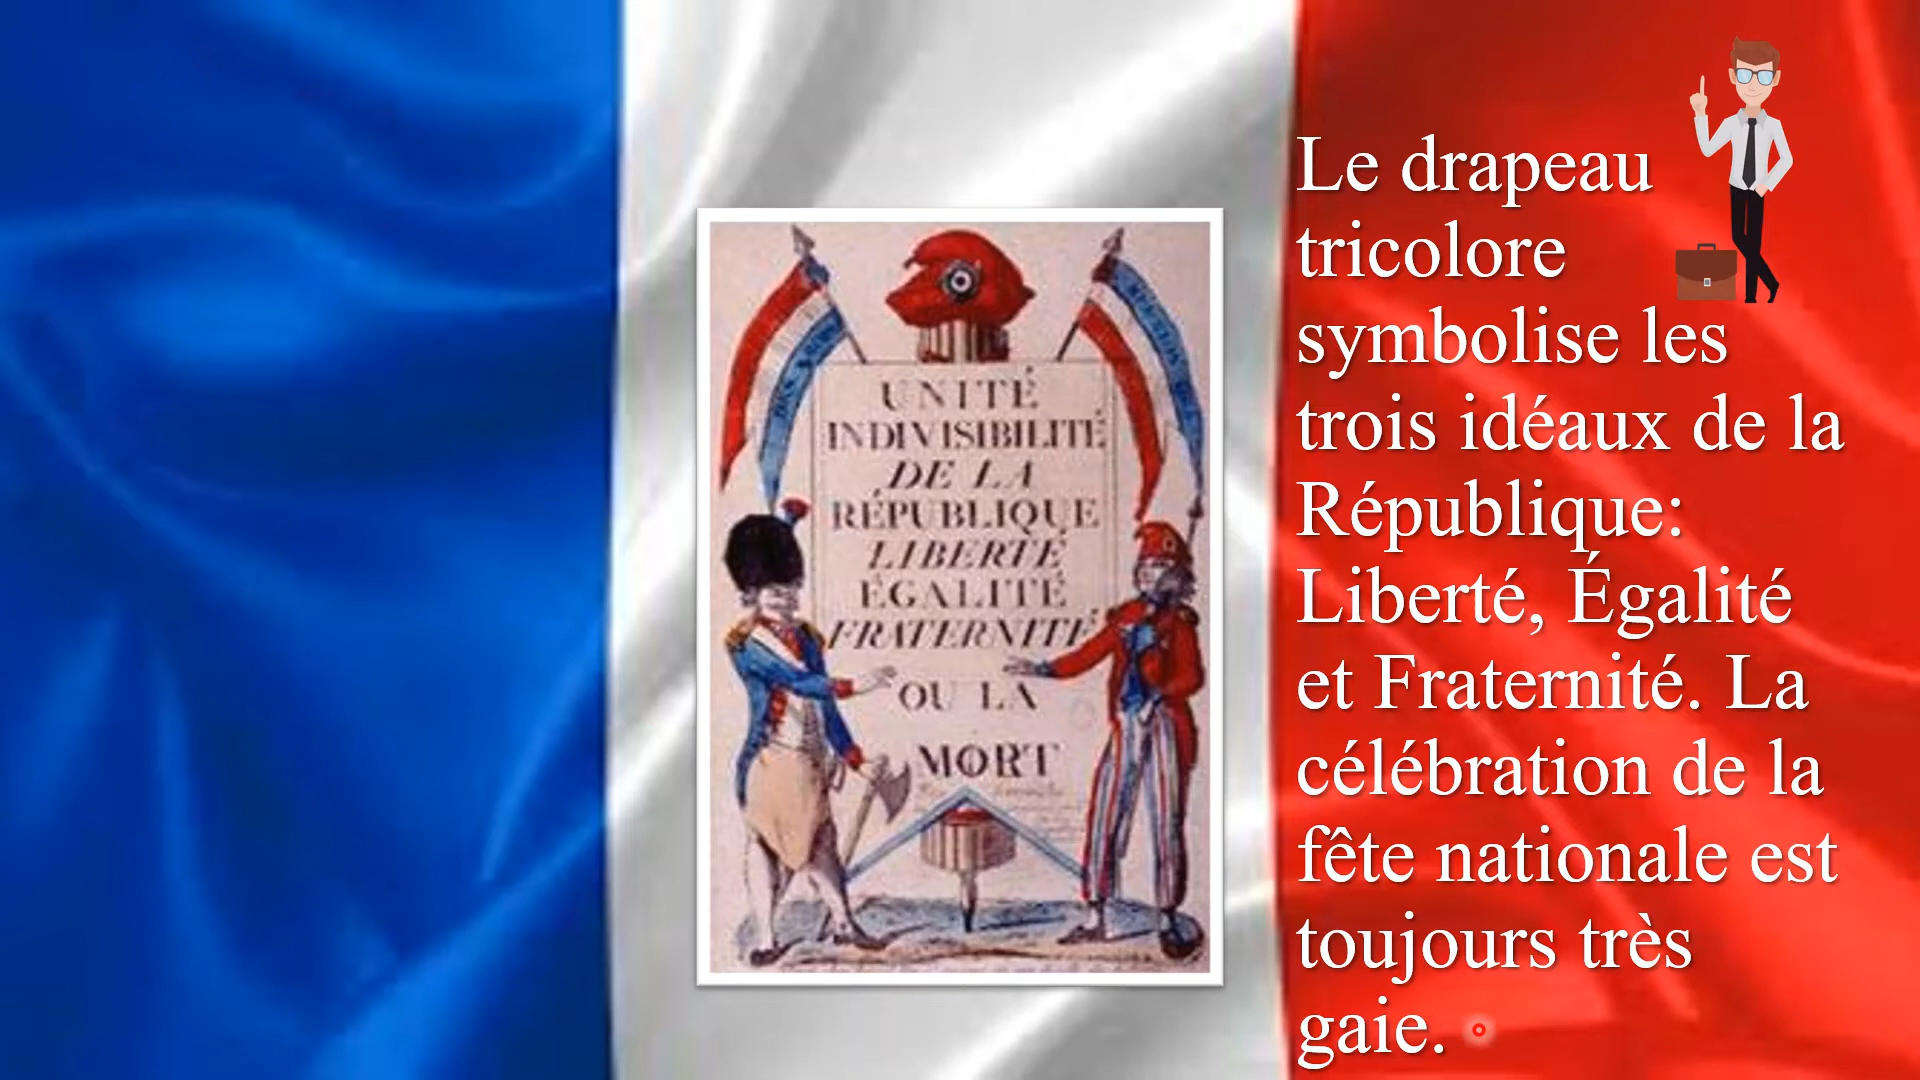 UNITÉ
INDIVISIBILITÉ
DE LA
RÉPUBLIQUE
LIBERTÉ
ÉGALITÉ
FRATERNITÉ
OU LA
MORT
Le drapeau
tricolore
symbolise les
trois idéaux de la
République:
Liberté, Égalité
et Fraternité. La
célébration de la
fête nationale est
toujours très
gaie.